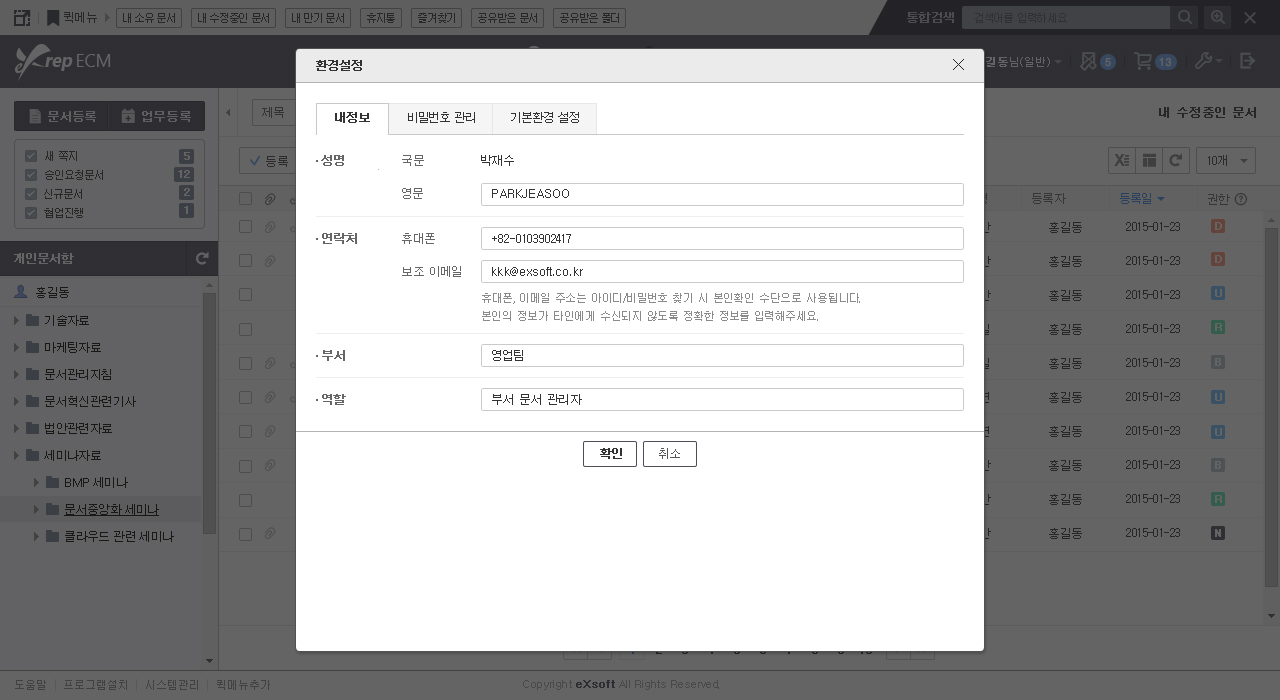 퀵메뉴 내 소유 문서 내 수정중인 문서 내 만기 문서 휴지통 즐겨찾기 공유받은 문서 공유받은 폴더 통합검색 검색어를 입력하세요
eXrep ECM 길동님(일반) 5 13
환경설정
문서등록 업무등록
제목
내 수정중인 문서
새 쪽지 5
승인요청문서 12
신규문서 2
협업진행 1
등록
10개
등록자 등록일 권한
개인문서함
홍길동
기술자료
마케팅자료
문서관리지침
문서혁신관련기사
법안관련자료
세미나자료
BMP 세미나
문서중앙화 세미나
클라우드 관련 세미나
내정보 비밀번호 관리 기본환경 설정
· 성명 국문 박재수
영문 PARKJEASOO
· 연락처 휴대폰 +82-0103902417
보조 이메일 kkk@exsoft.co.kr
휴대폰, 이메일 주소는 아이디/비밀번호 찾기 시 본인확인 수단으로 사용됩니다.
본인의 정보가 타인에게 수신되지 않도록 정확한 정보를 입력해주세요.
· 부서 영업팀
· 역할 부서 문서 관리자
확인 취소
홍길동 2015-01-23 D
홍길동 2015-01-23 D
홍길동 2015-01-23 U
홍길동 2015-01-23 R
홍길동 2015-01-23 B
홍길동 2015-01-23 U
홍길동 2015-01-23 U
홍길동 2015-01-23 B
홍길동 2015-01-23 R
홍길동 2015-01-23 N
도움말 프로그램설치 시스템관리 퀵메뉴추가
Copyright eXsoft All Rights Reserved.